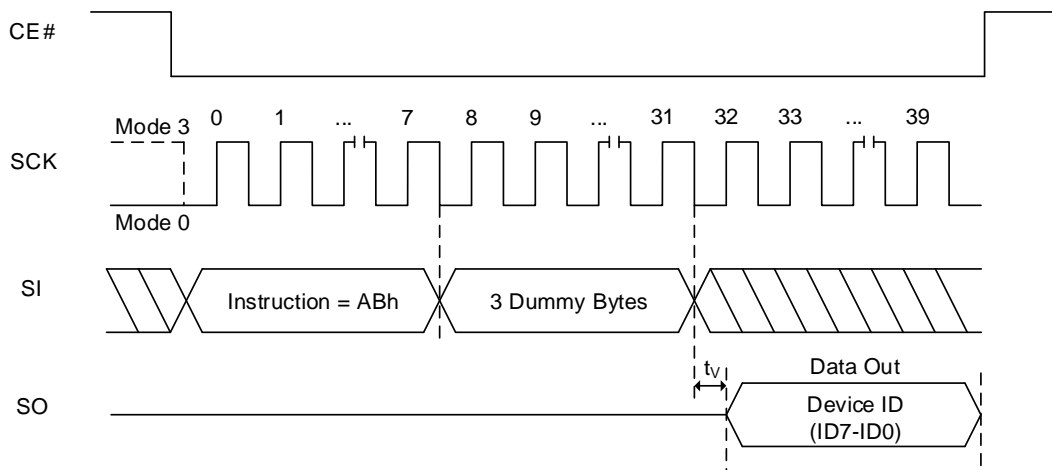 CE#
0 1 ... 7 8 9 ... 31 32 33 ... 39
Mode 3
SCK
Mode 0
SI
Instruction = ABh
3 Dummy Bytes
tV
Data Out
SO
Device ID
(ID7-ID0)